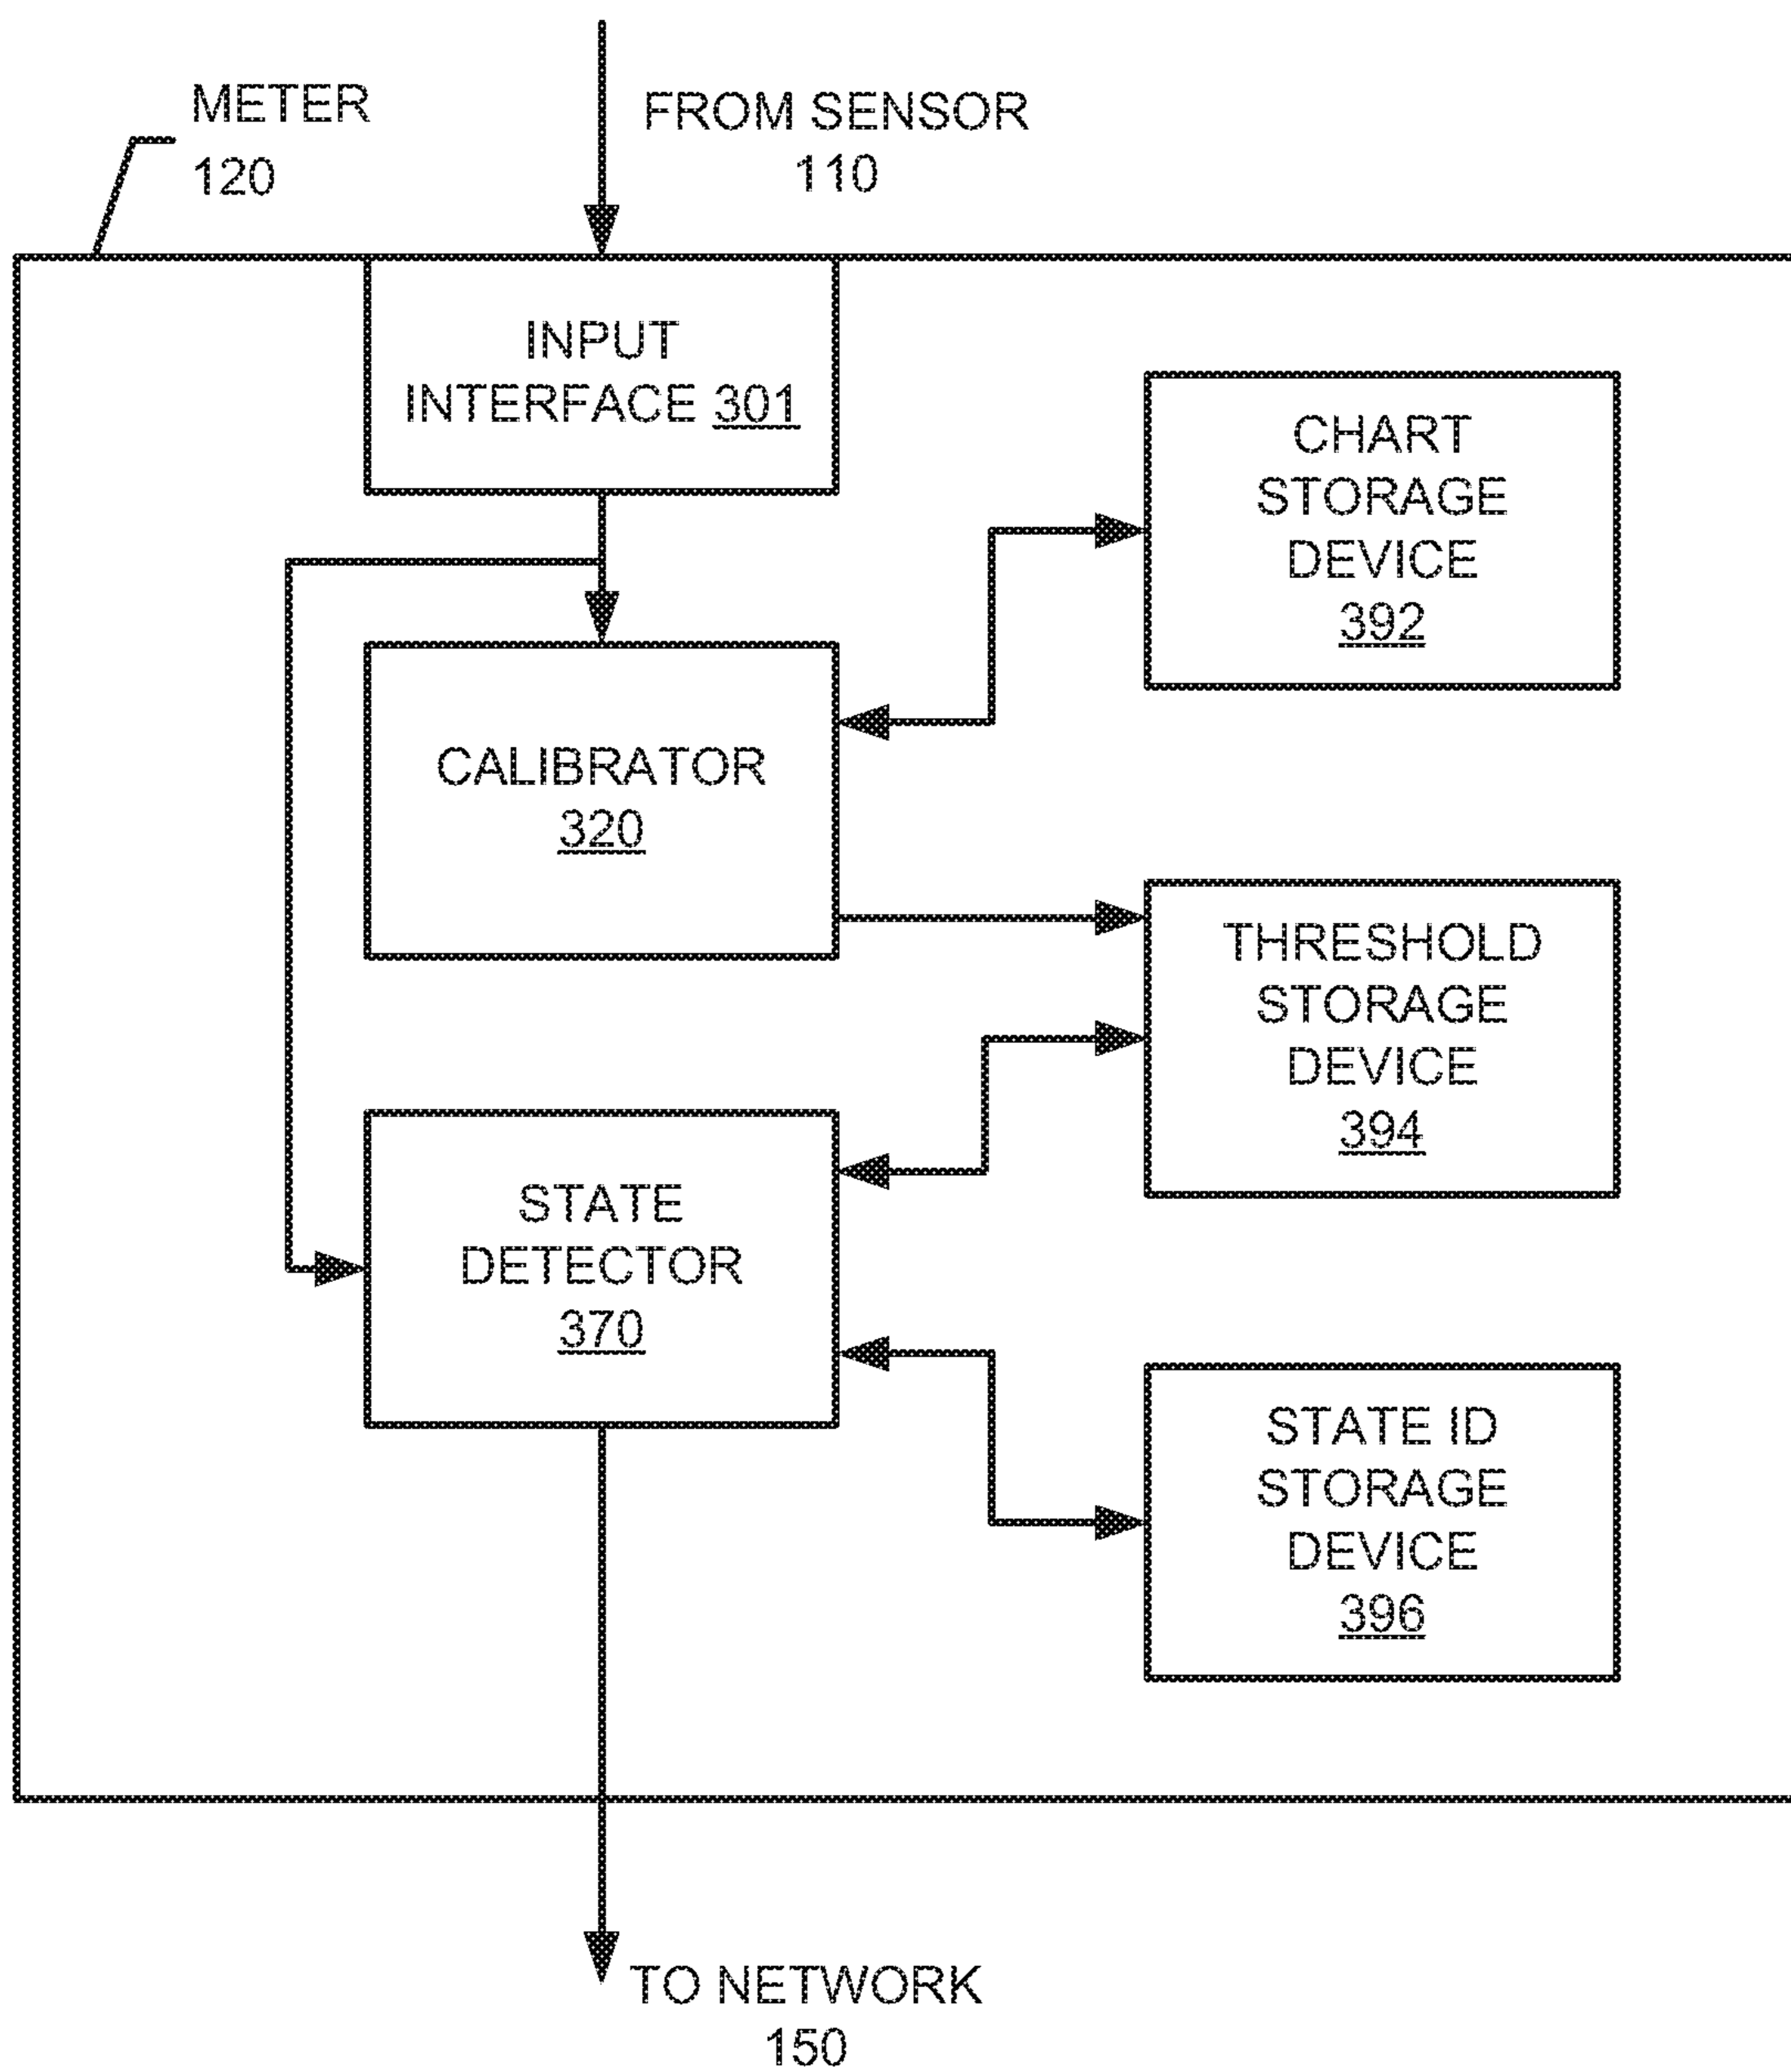 METER
120
FROM SENSOR
110
INPUT
INTERFACE 301
CHART
STORAGE
DEVICE
392
CALIBRATOR
320
THRESHOLD
STORAGE
DEVICE
394
STATE
DETECTOR
370
STATE ID
STORAGE
DEVICE
396
TO NETWORK
150